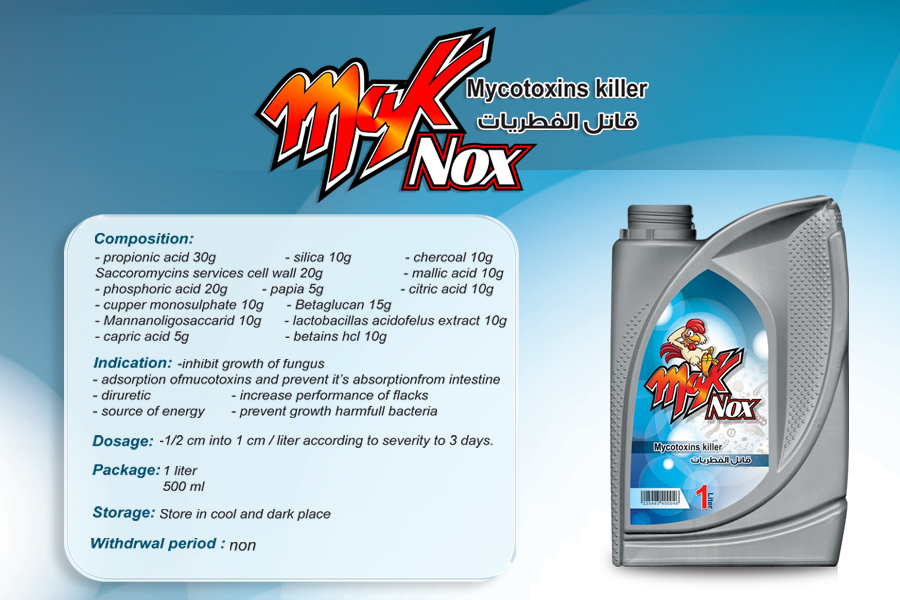 Mak
Nox
Mycotoxins killer
قاتل الفطريات
Composition:
- propionic acid 30g - silica 10g - chercoal 10g
Saccoromycins services cell wall 20g - mallic acid 10g
- phosphoric acid 20g - papia 5g - citric acid 10g
- cupper monosulphate 10g - Betaglucan 15g
- Mannanoligosaccarid 10g - lactobacillas acidofelus extract 10g
- capric acid 5g - betains hcl 10g
Indication: -inhibit growth of fungus
- adsorption ofmucotoxins and prevent it's absorptionfrom intestine
- diruretic - increase performance of flacks
- source of energy - prevent growth harmfull bacteria
Dosage: -1/2 cm into 1 cm / liter according to severity to 3 days.
Package: 1 liter
500 ml
Storage: Store in cool and dark place
Withdrwal period : non
Mak
Nox
Mycotoxins killer
قاتل الفطريات
1 Liter